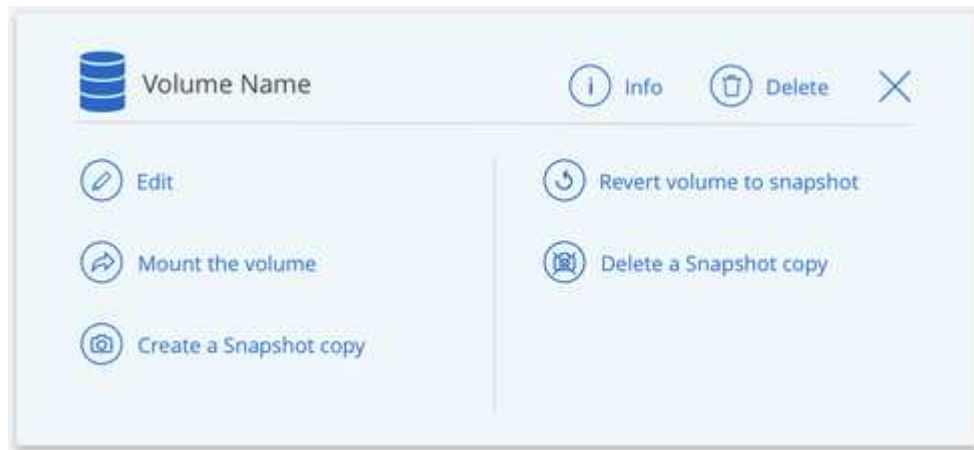 Volume Name
Info
Delete
Edit
Mount the volume
Create a Snapshot copy
Revert volume to snapshot
Delete a Snapshot copy